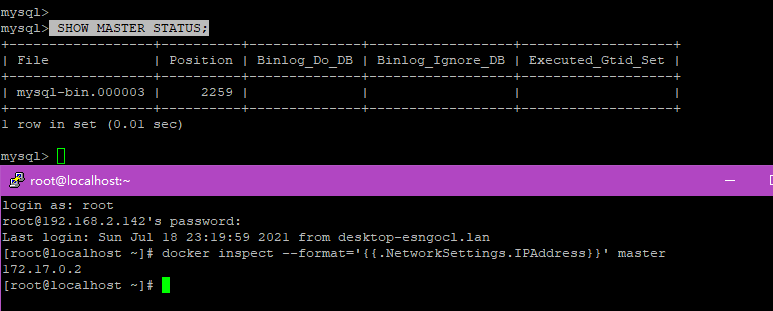 mysql>
mysql> SHOW MASTER STATUS;
+------------------+----------+--------------+------------------+-------------------+
| File             | Position | Binlog_Do_DB | Binlog_Ignore_DB | Executed_Gtid_Set |
+------------------+----------+--------------+------------------+-------------------+
| mysql-bin.000003 |     2259 |              |                  |                   |
+------------------+----------+--------------+------------------+-------------------+
1 row in set (0.01 sec)
mysql>
root@localhost:~
login as: root
root@192.168.2.142's password:
Last login: Sun Jul 18 23:19:59 2021 from desktop-esngocl.lan
[root@localhost ~]# docker inspect --format='{{.NetworkSettings.IPAddress}}' master
172.17.0.2
[root@localhost ~]#